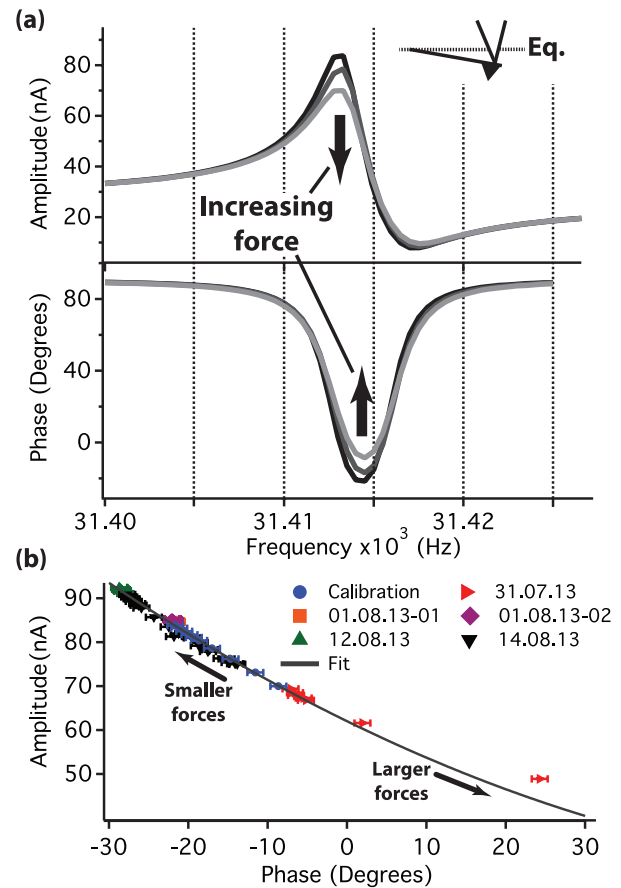 (a)
Eq.
Amplitude(nA)
80
60
40
20
Increasing
force
Phase (Degrees)
80
40
0
31.40
31.41
31.42
Frequency x10³ (Hz)
(b)
Amplitude(nA)
90
80
70
60
50
Calibration
31.07.13
01.08.13-01
01.08.13-02
12.08.13
14.08.13
Fit
Smaller
forces
Larger
forces
-30
-20
-10
0
10
20
30
Phase (Degrees)